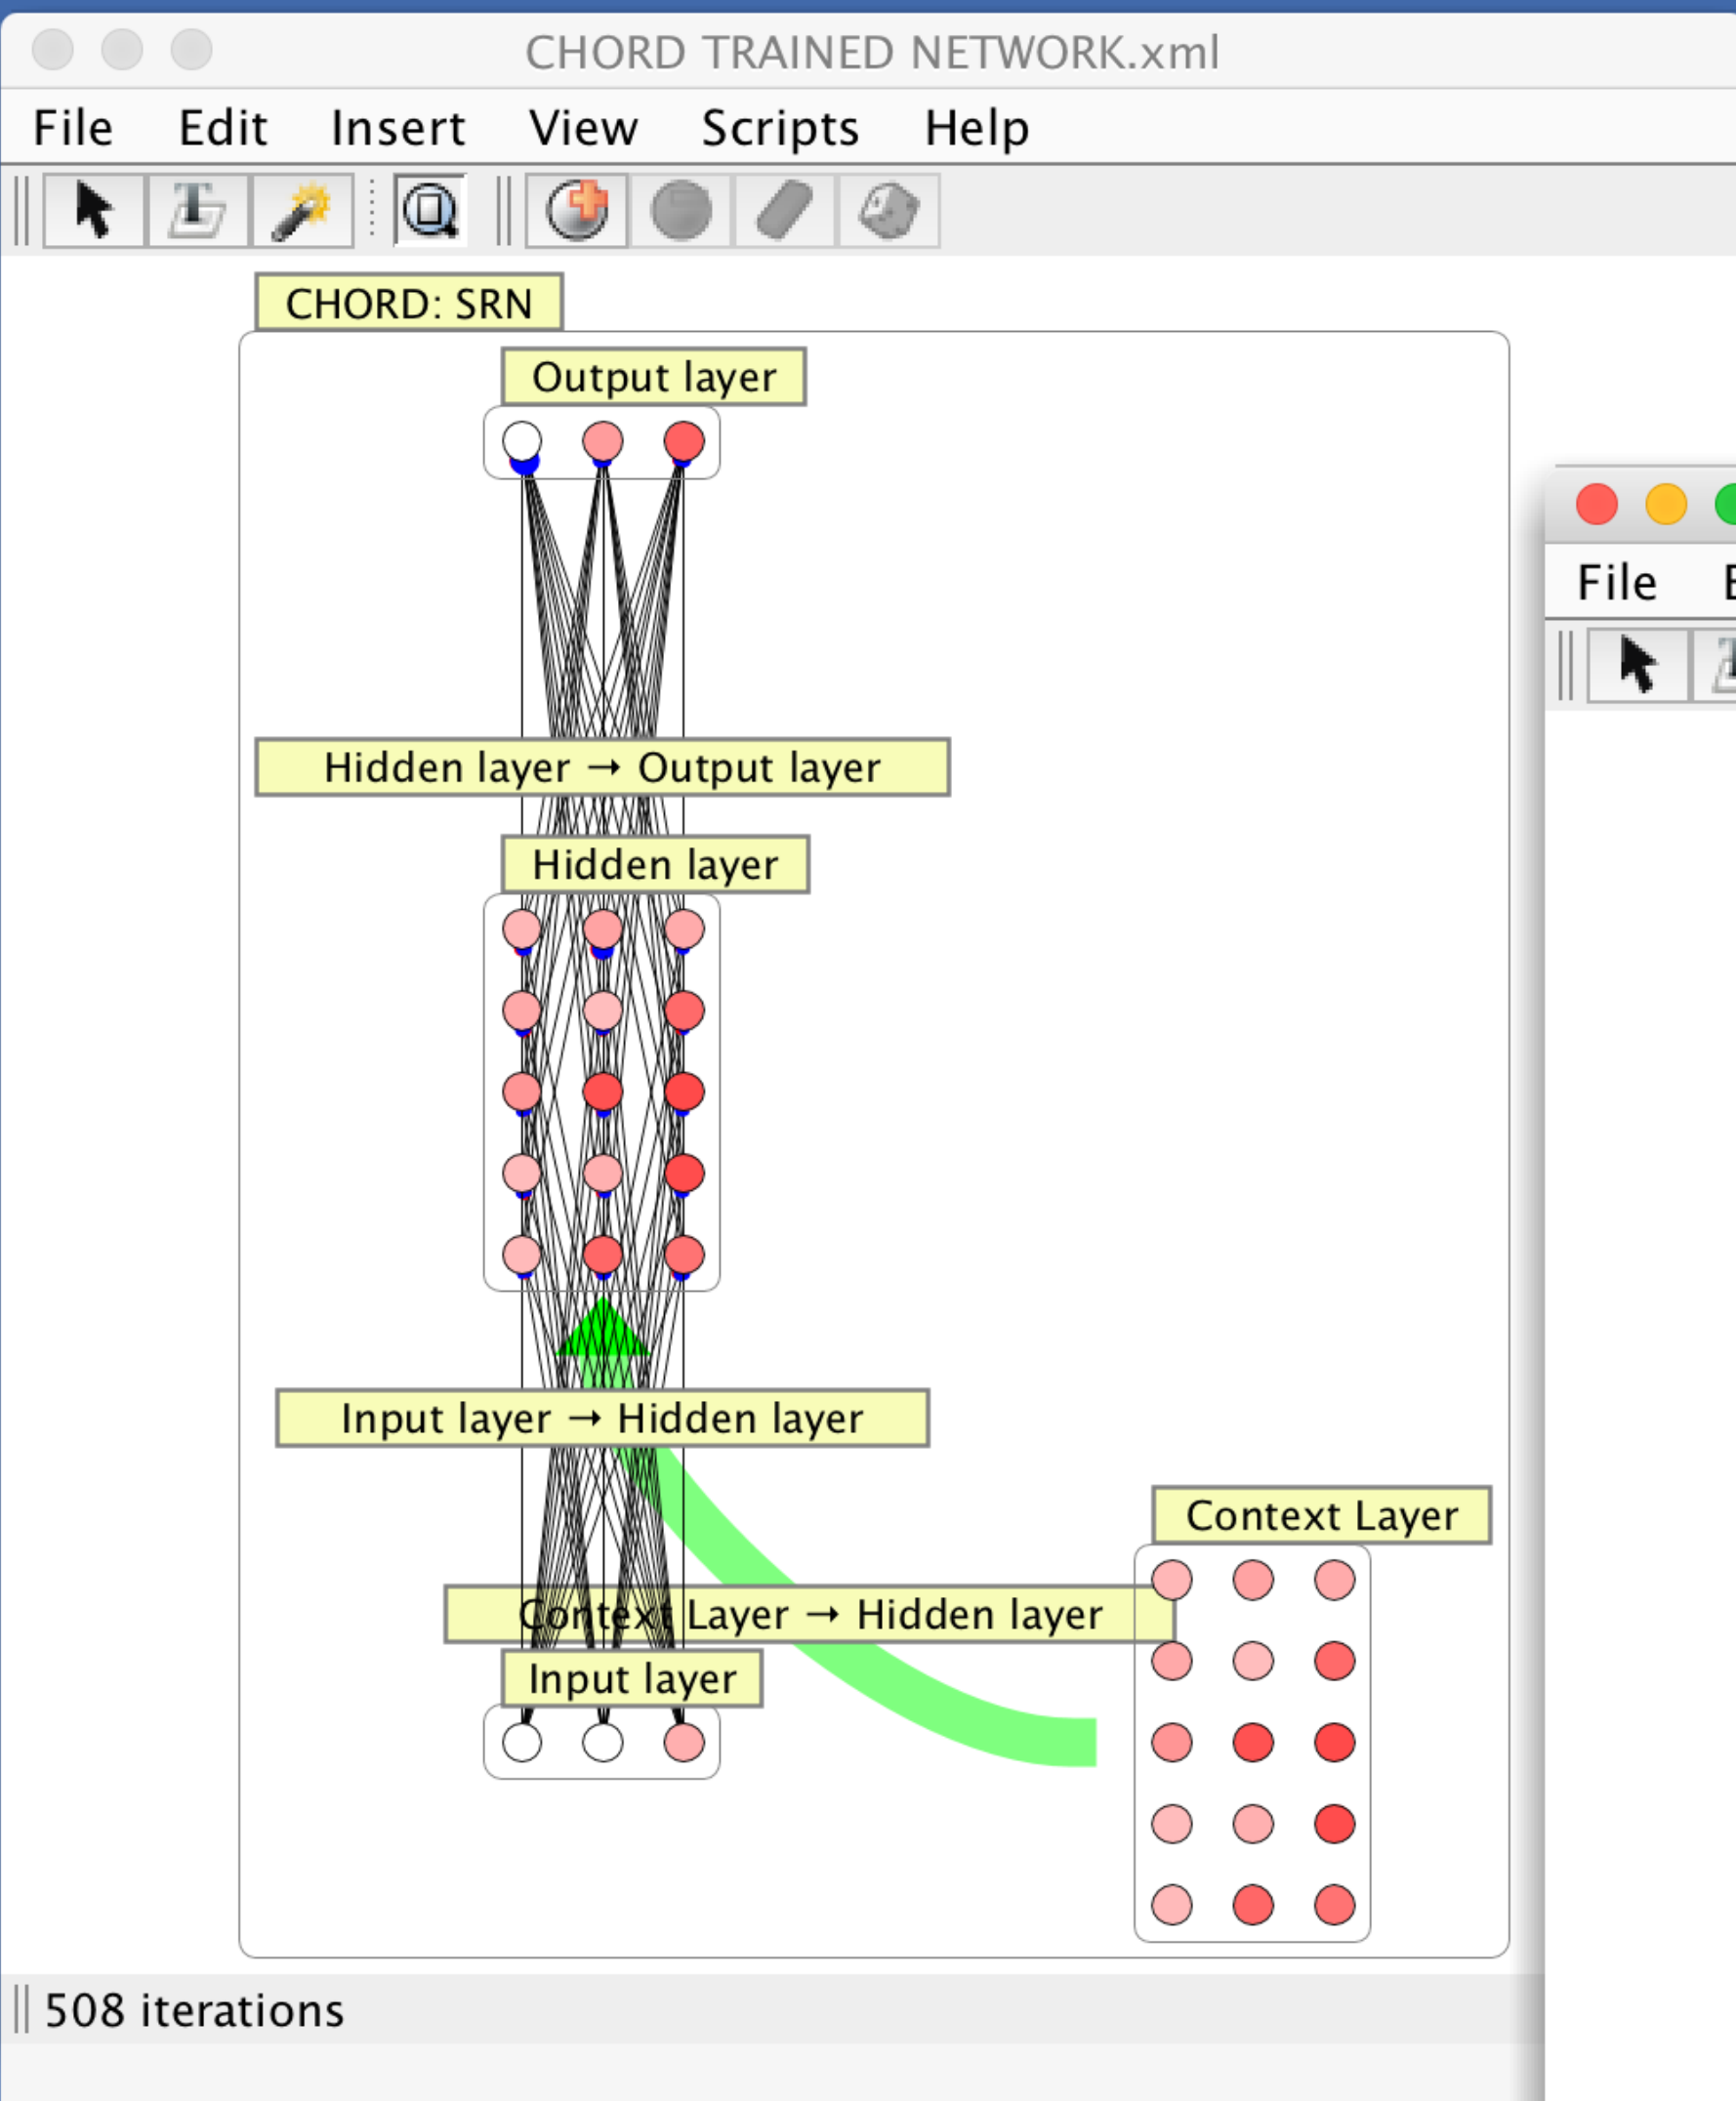 CHORD TRAINED NETWORK.xml
File Edit Insert View Scripts Help
CHORD: SRN
Output layer
Hidden layer → Output layer
Hidden layer
Input layer → Hidden layer
Context Layer
Context Layer → Hidden layer
Input layer
508 iterations
File